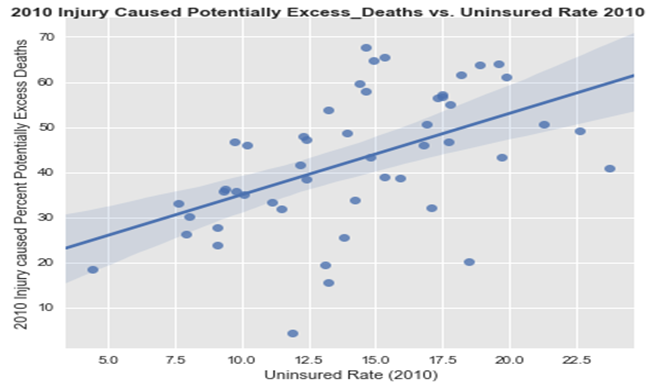 2010 Injury Caused Potentially Excess_Deaths vs. Uninsured Rate 2010
2010 Injury caused Percent Potentially Excess Deaths
70
60
50
40
30
20
10
5.0 7.5 10.0 12.5 15.0 17.5 20.0 22.5
Uninsured Rate (2010)